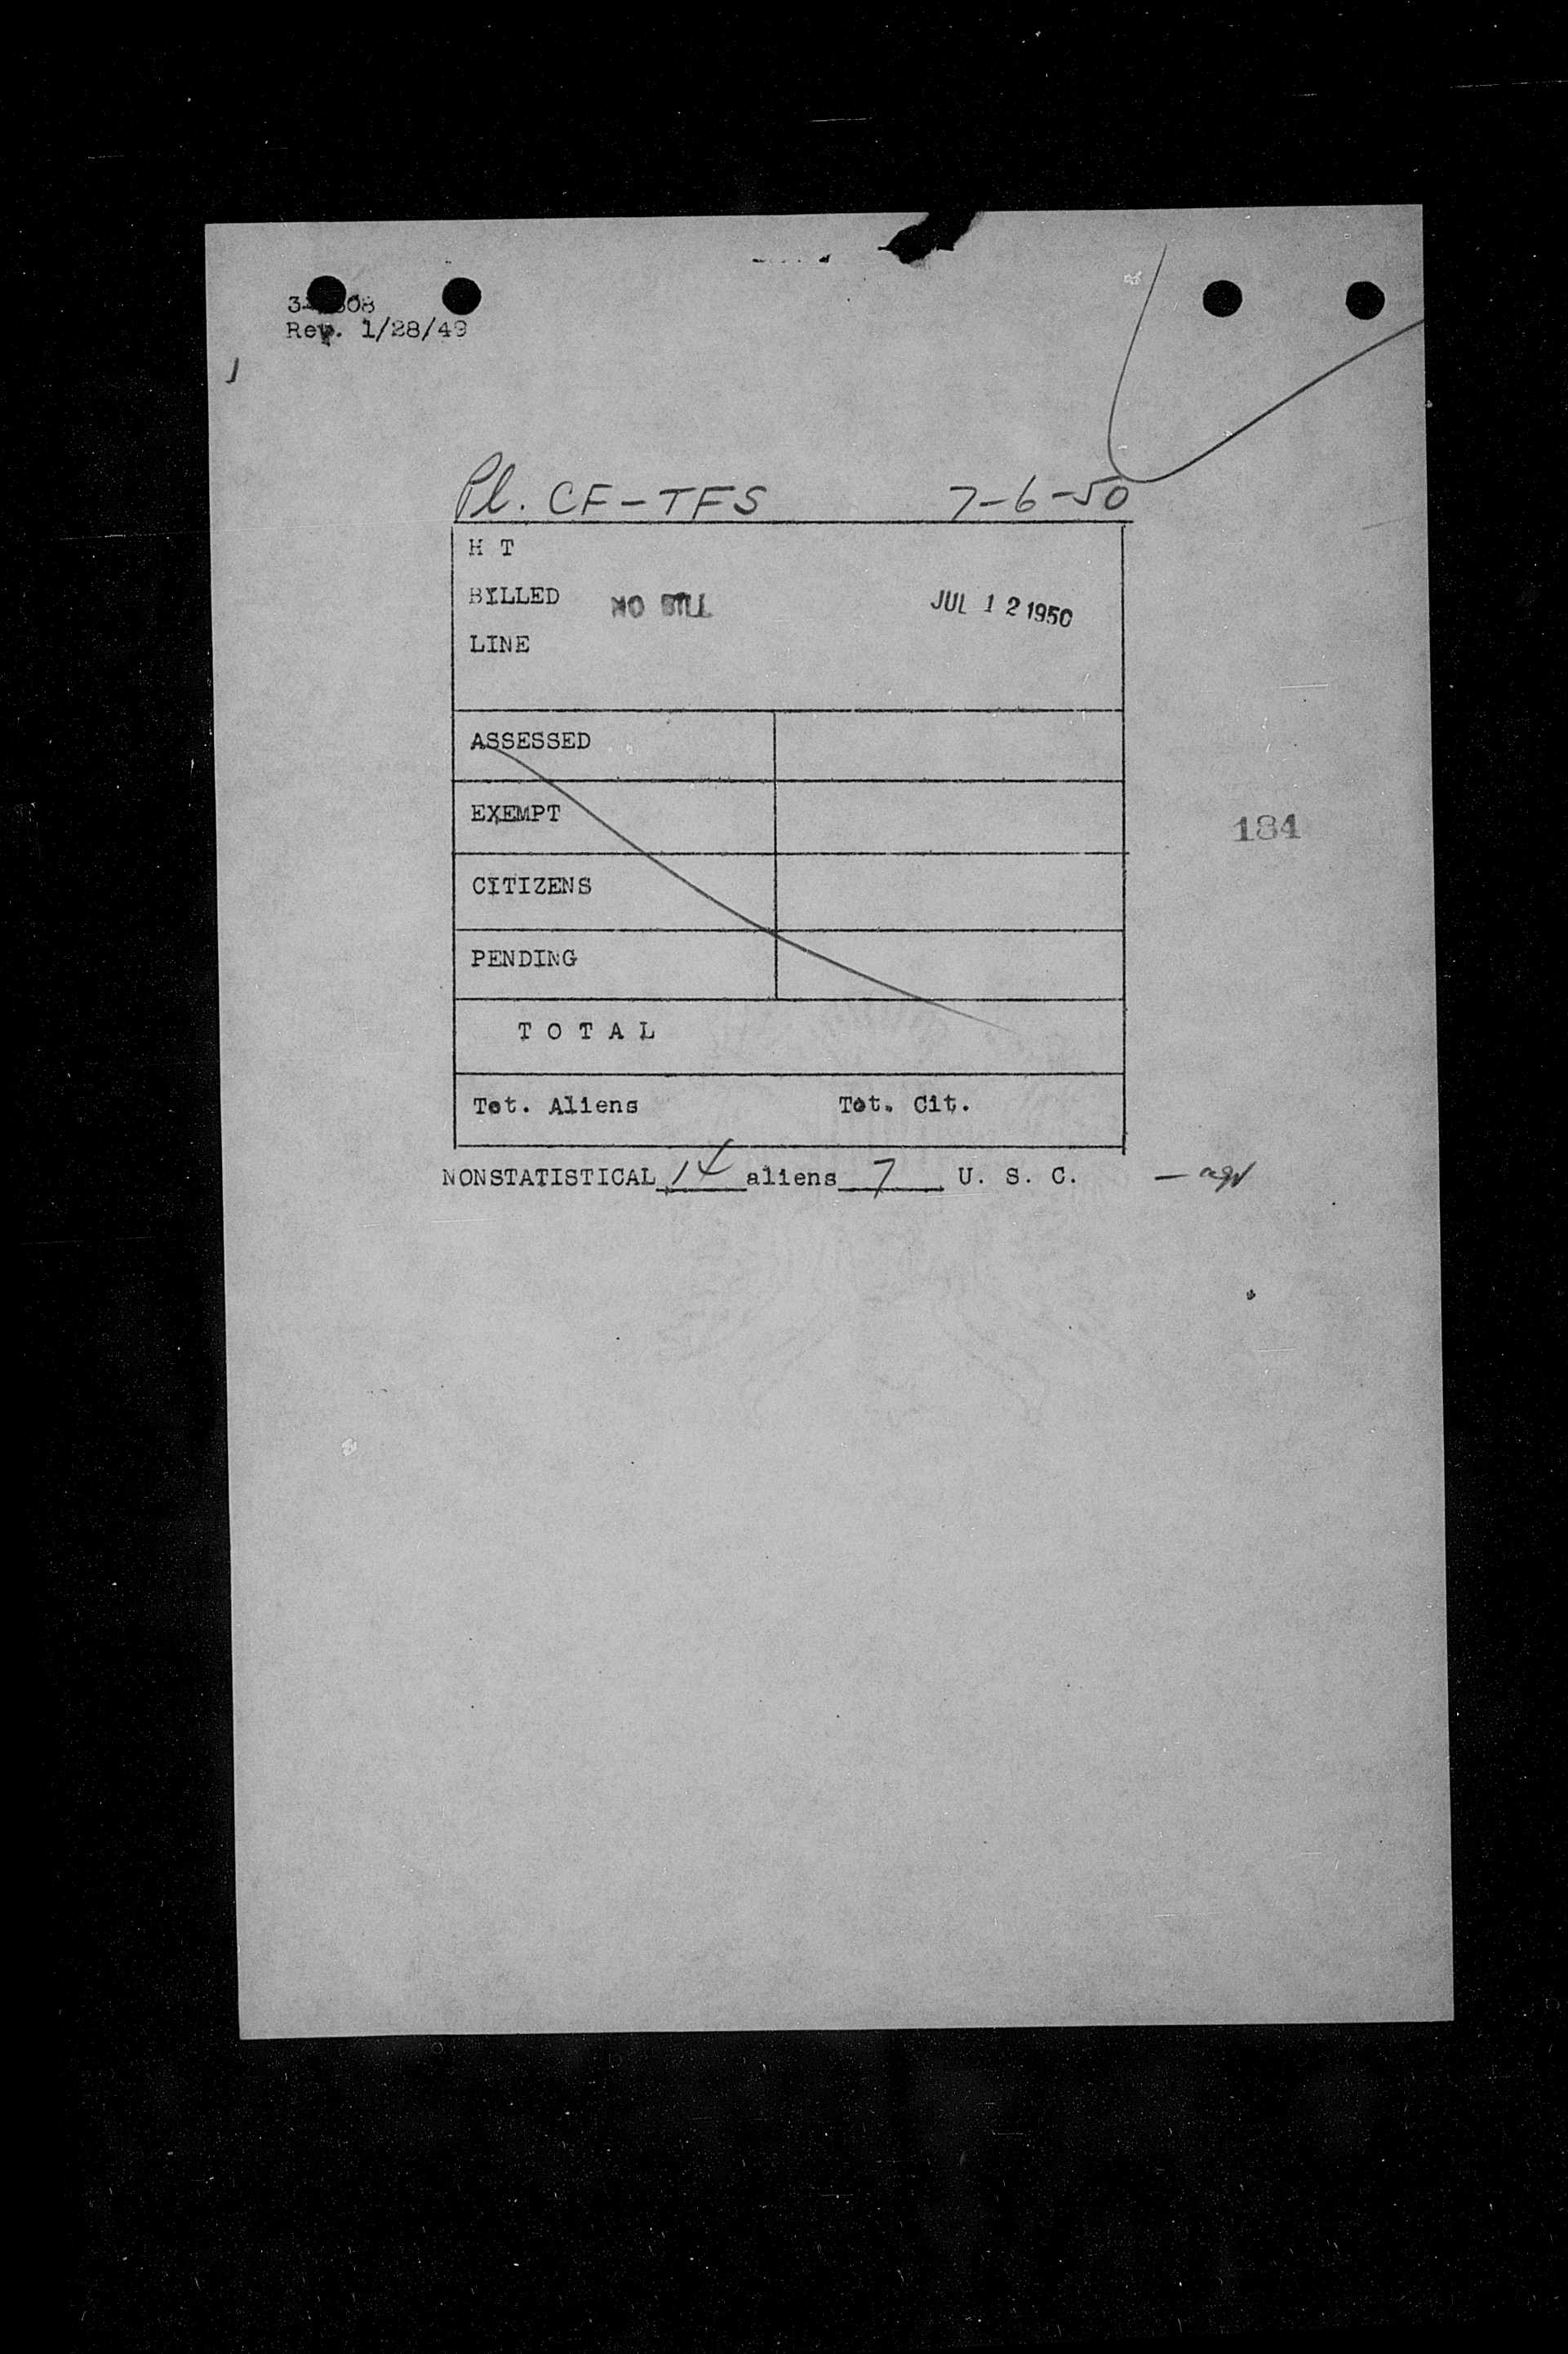 Rev. 1/28/49
Pl. CF-TFS 7-6-50
H T
BILLED NO BILL JUL 12 1950
LINE
ASSESSED
EXEMPT
184
CITIZENS
PENDING
T O T A L
Tot. Aliens Tot. Cit.
NONSTATISTICAL 14 aliens 7 U. S. C.